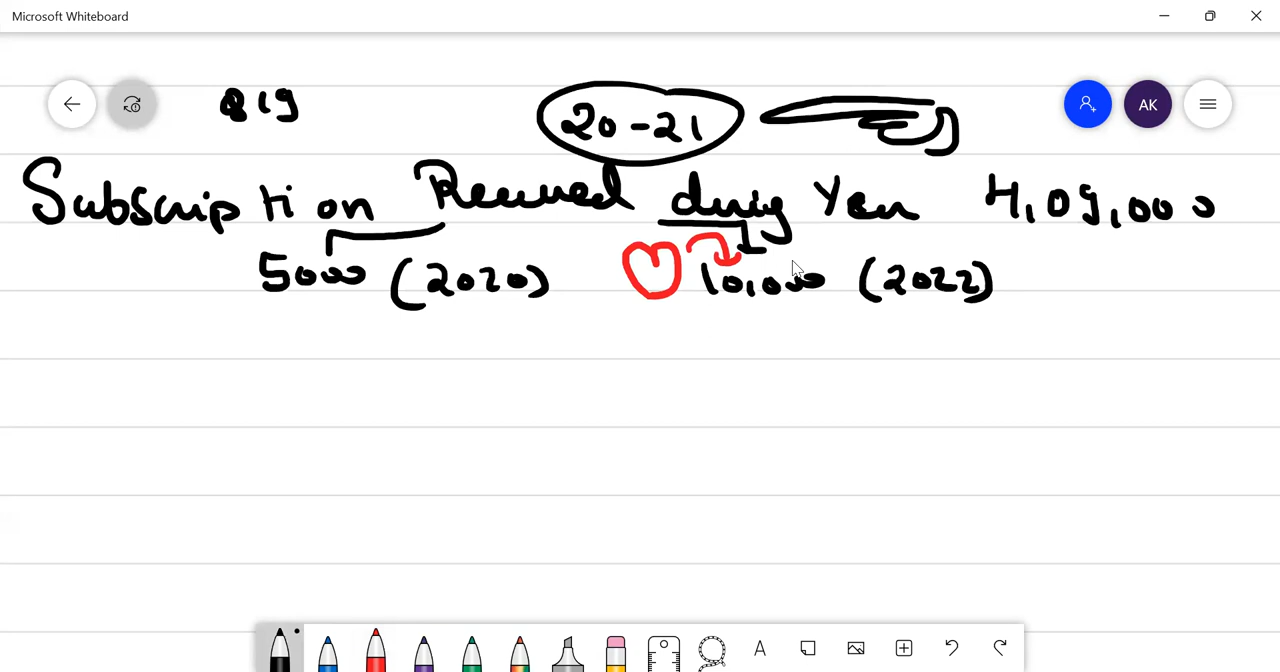 Microsoft Whiteboard
AK
Q19
20-21
Subscription Received during Year 4,09,000
5000 (2020) 10,000 (2022)
A